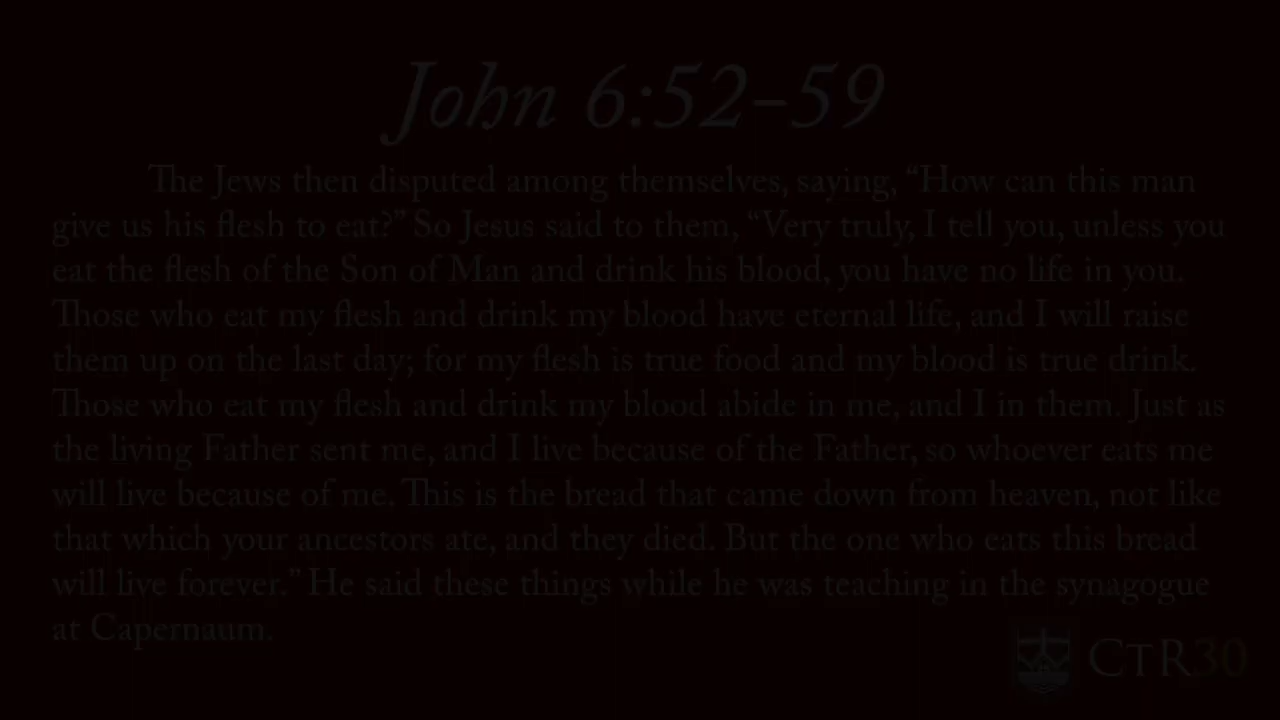 John 6:52–59
The Jews then disputed among themselves, saying, “How can this man
give us his flesh to eat?” So Jesus said to them, “Very truly, I tell you, unless you
eat the flesh of the Son of Man and drink his blood, you have no life in you.
Those who eat my flesh and drink my blood have eternal life, and I will raise
them up on the last day; for my flesh is true food and my blood is true drink.
Those who eat my flesh and drink my blood abide in me, and I in them. Just as
the living Father sent me, and I live because of the Father, so whoever eats me
will live because of me. This is the bread that came down from heaven, not like
that which your ancestors ate, and they died. But the one who eats this bread
will live forever.” He said these things while he was teaching in the synagogue
at Capernaum.
CTR30